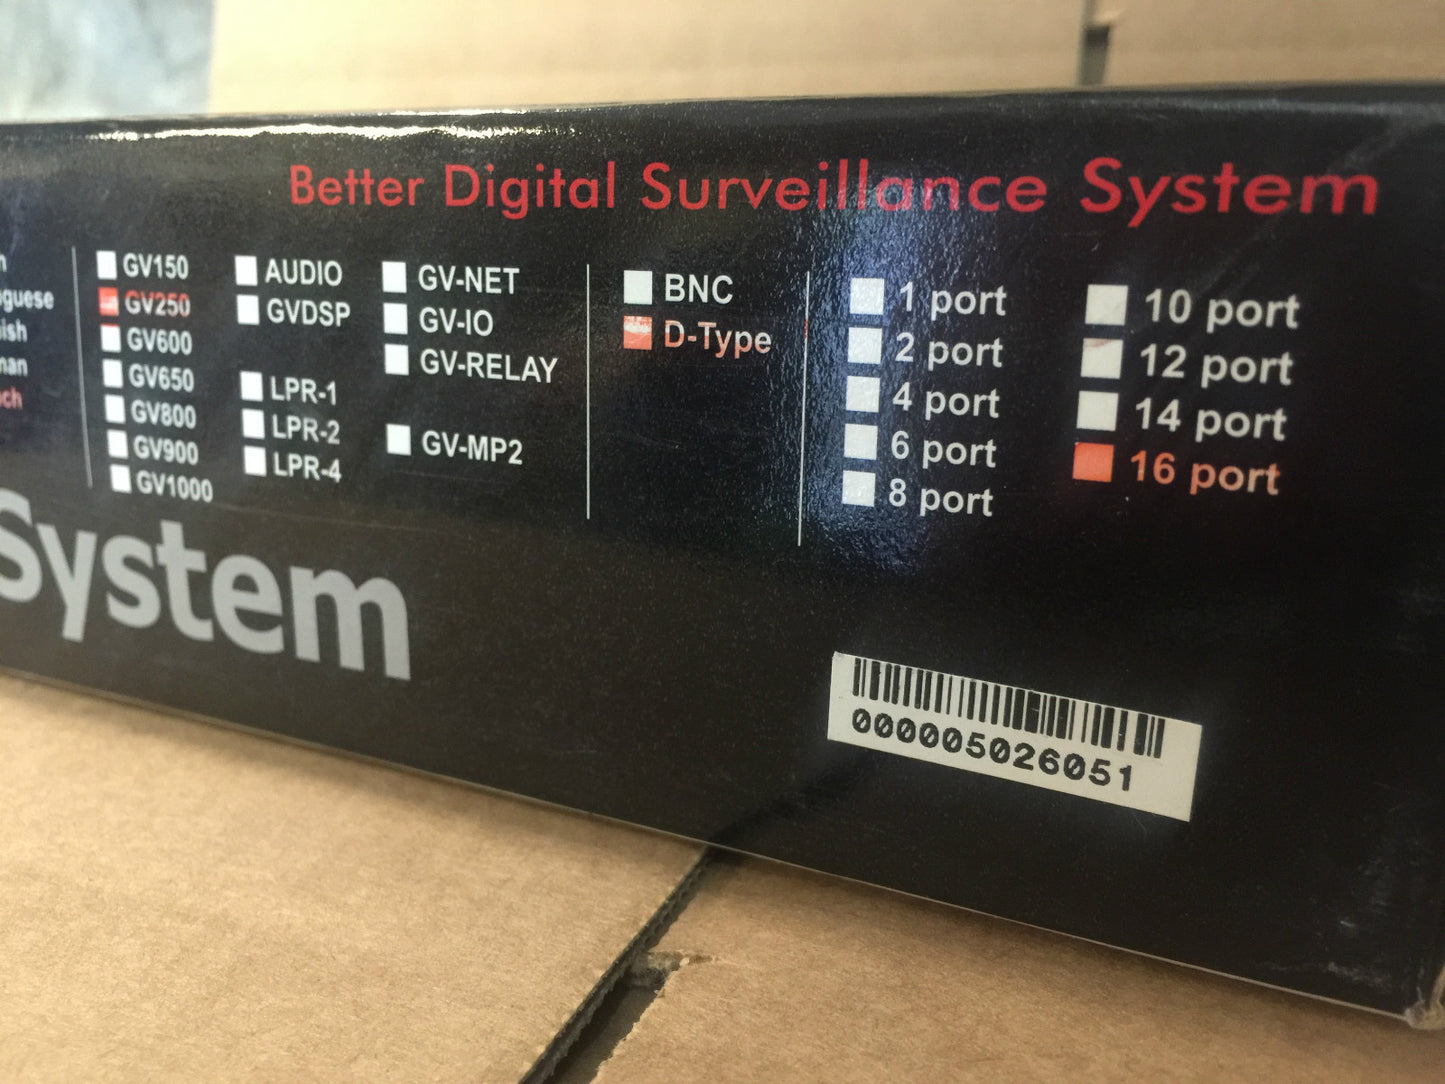 Better Digital Surveillance System
GV150
GV250
GV600
GV650
GV800
GV900
GV1000
AUDIO
GVDSP
LPR-1
LPR-2
LPR-4
GV-NET
GV-IO
GV-RELAY
GV-MP2
BNC
D-Type
1 port
2 port
4 port
6 port
8 port
10 port
12 port
14 port
16 port
System
000005026051